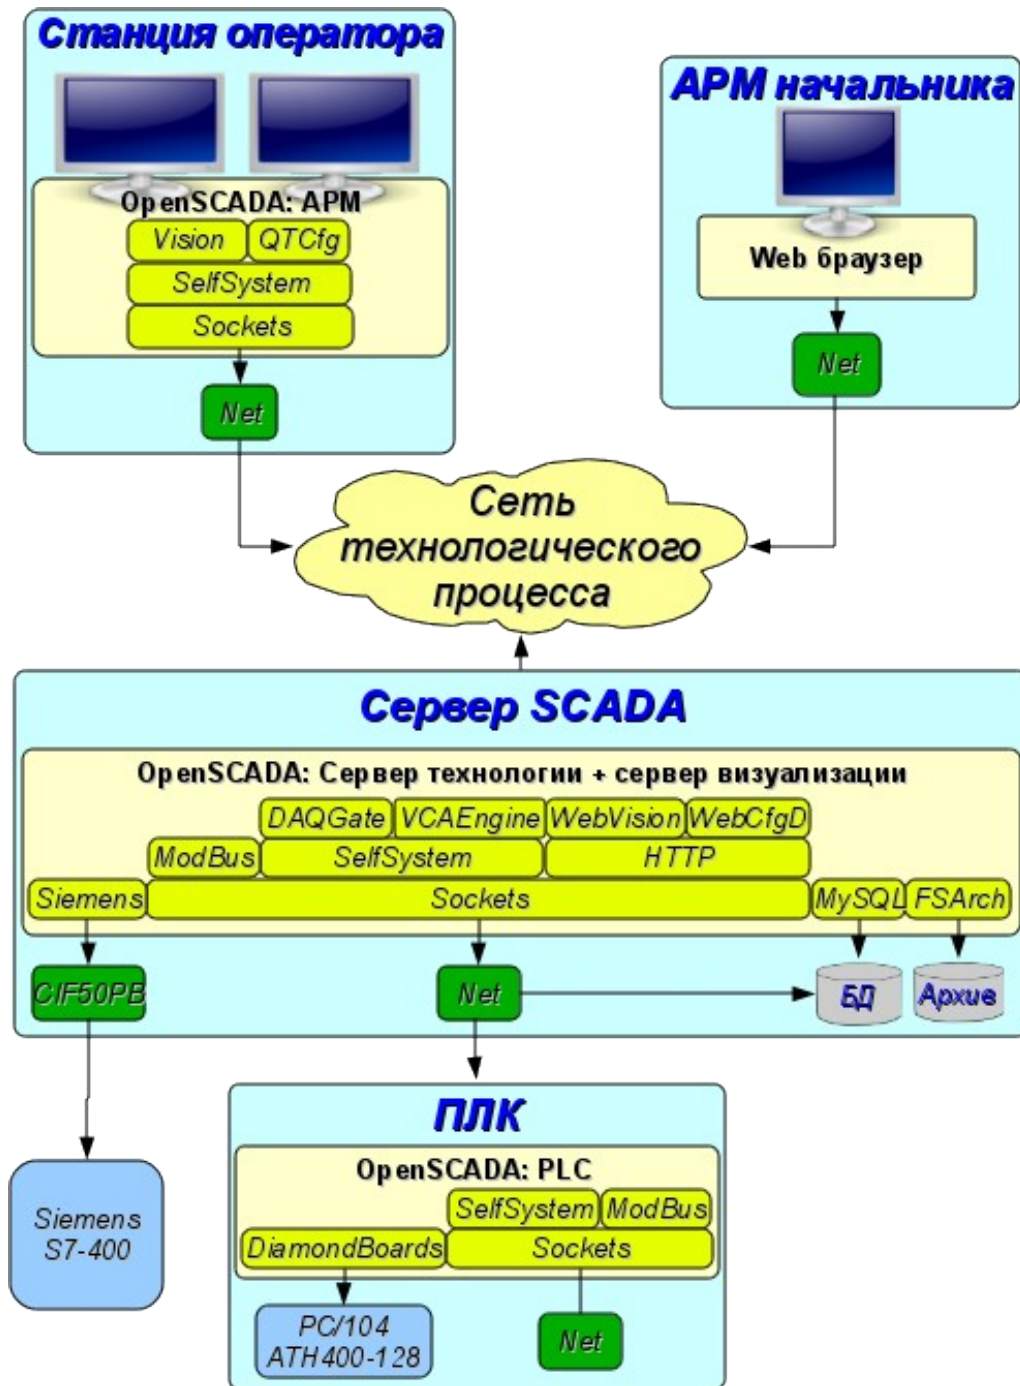 Станция оператора
OpenSCADA: АРМ
Vision QTCfg
SelfSystem
Sockets
Net
АРМ начальника
Web браузер
Net
Сеть
технологического
процесса
Сервер SCADA
OpenSCADA: Сервер технологии + сервер визуализации
DAQGate VCAEngine WebVision WebCfgD
ModBus SelfSystem HTTP
Siemens Sockets MySQL FSArch
CIF50PB Net БД Архив
Siemens
S7-400
ПЛК
OpenSCADA: PLC
SelfSystem ModBus
DiamondBoards Sockets
PC/104
ATH400-128
Net